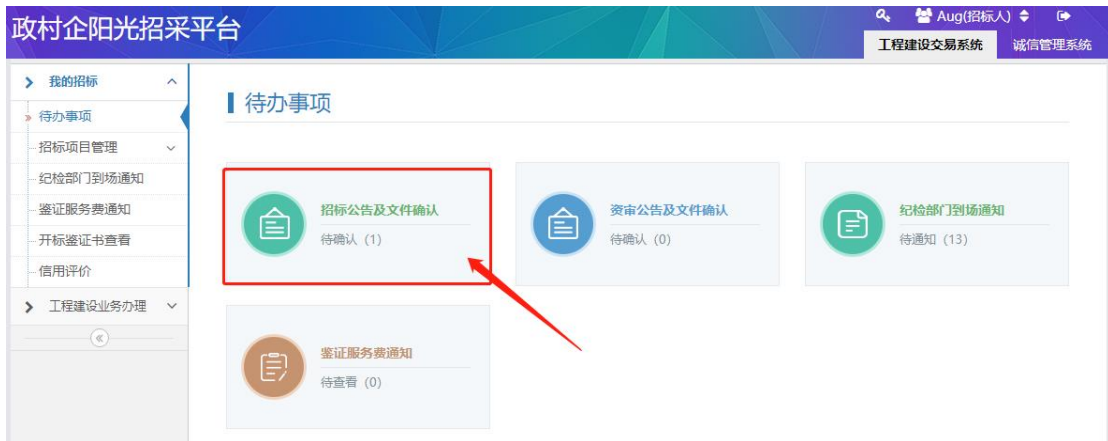 政村企阳光招采平台
Aug(招标人)
工程建设交易系统 诚信管理系统
我的招标
待办事项
招标项目管理
纪检部门到场通知
鉴证服务费通知
开标鉴证书查看
信用评价
工程建设业务办理
待办事项
招标公告及文件确认
待确认（1）
资审公告及文件确认
待确认（0）
纪检部门到场通知
待通知（13）
鉴证服务费通知
待查看（0）